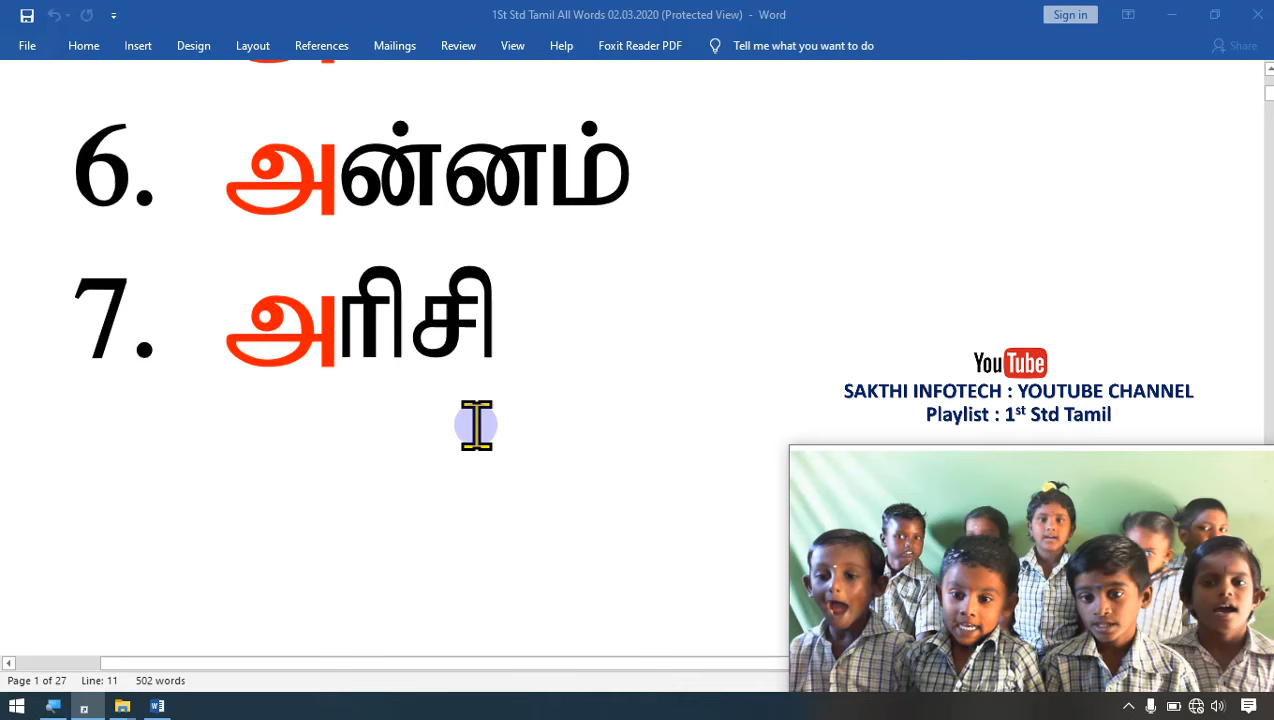 1St Std Tamil All Words 02.03.2020 (Protected View) - Word
Sign in
File Home Insert Design Layout References Mailings Review View Help Foxit Reader PDF Tell me what you want to do Share
6. அன்னம்
7. அரிசி
YouTube
SAKTHI INFOTECH : YOUTUBE CHANNEL
Playlist : 1st Std Tamil
Page 1 of 27 Line: 11 502 words